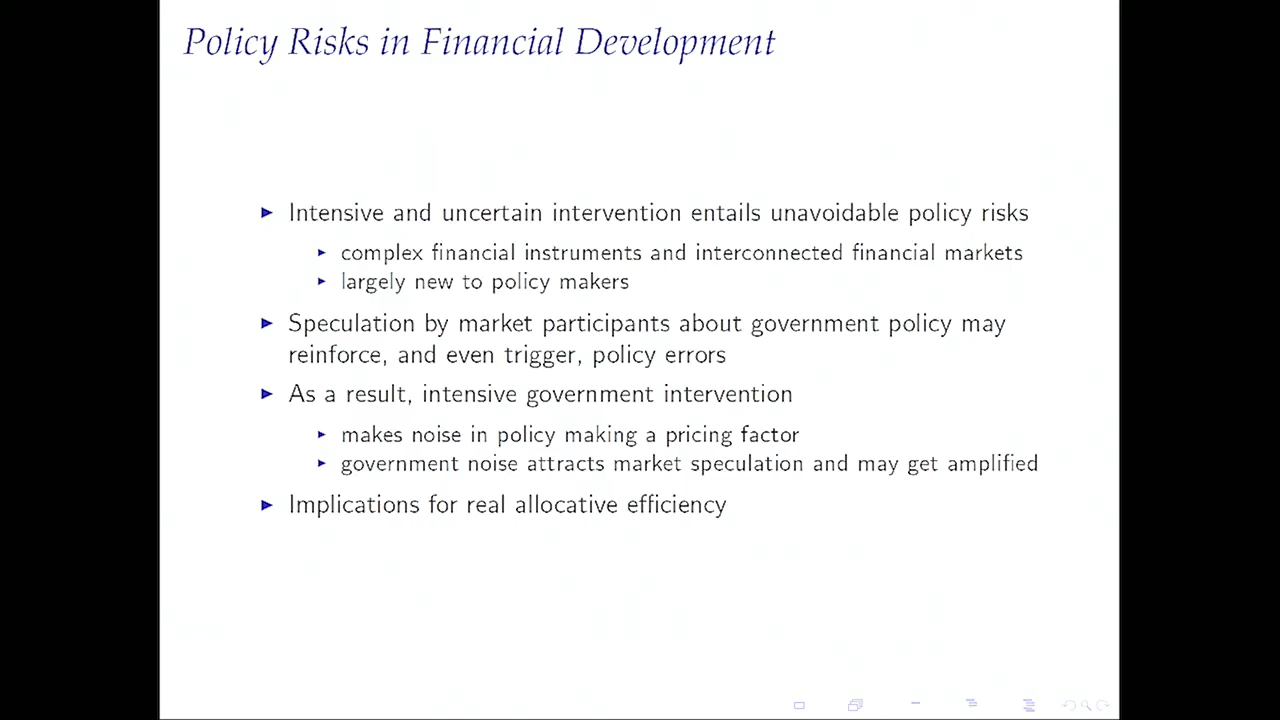 Policy Risks in Financial Development
Intensive and uncertain intervention entails unavoidable policy risks
complex financial instruments and interconnected financial markets
largely new to policy makers
Speculation by market participants about government policy may
reinforce, and even trigger, policy errors
As a result, intensive government intervention
makes noise in policy making a pricing factor
government noise attracts market speculation and may get amplified
Implications for real allocative efficiency